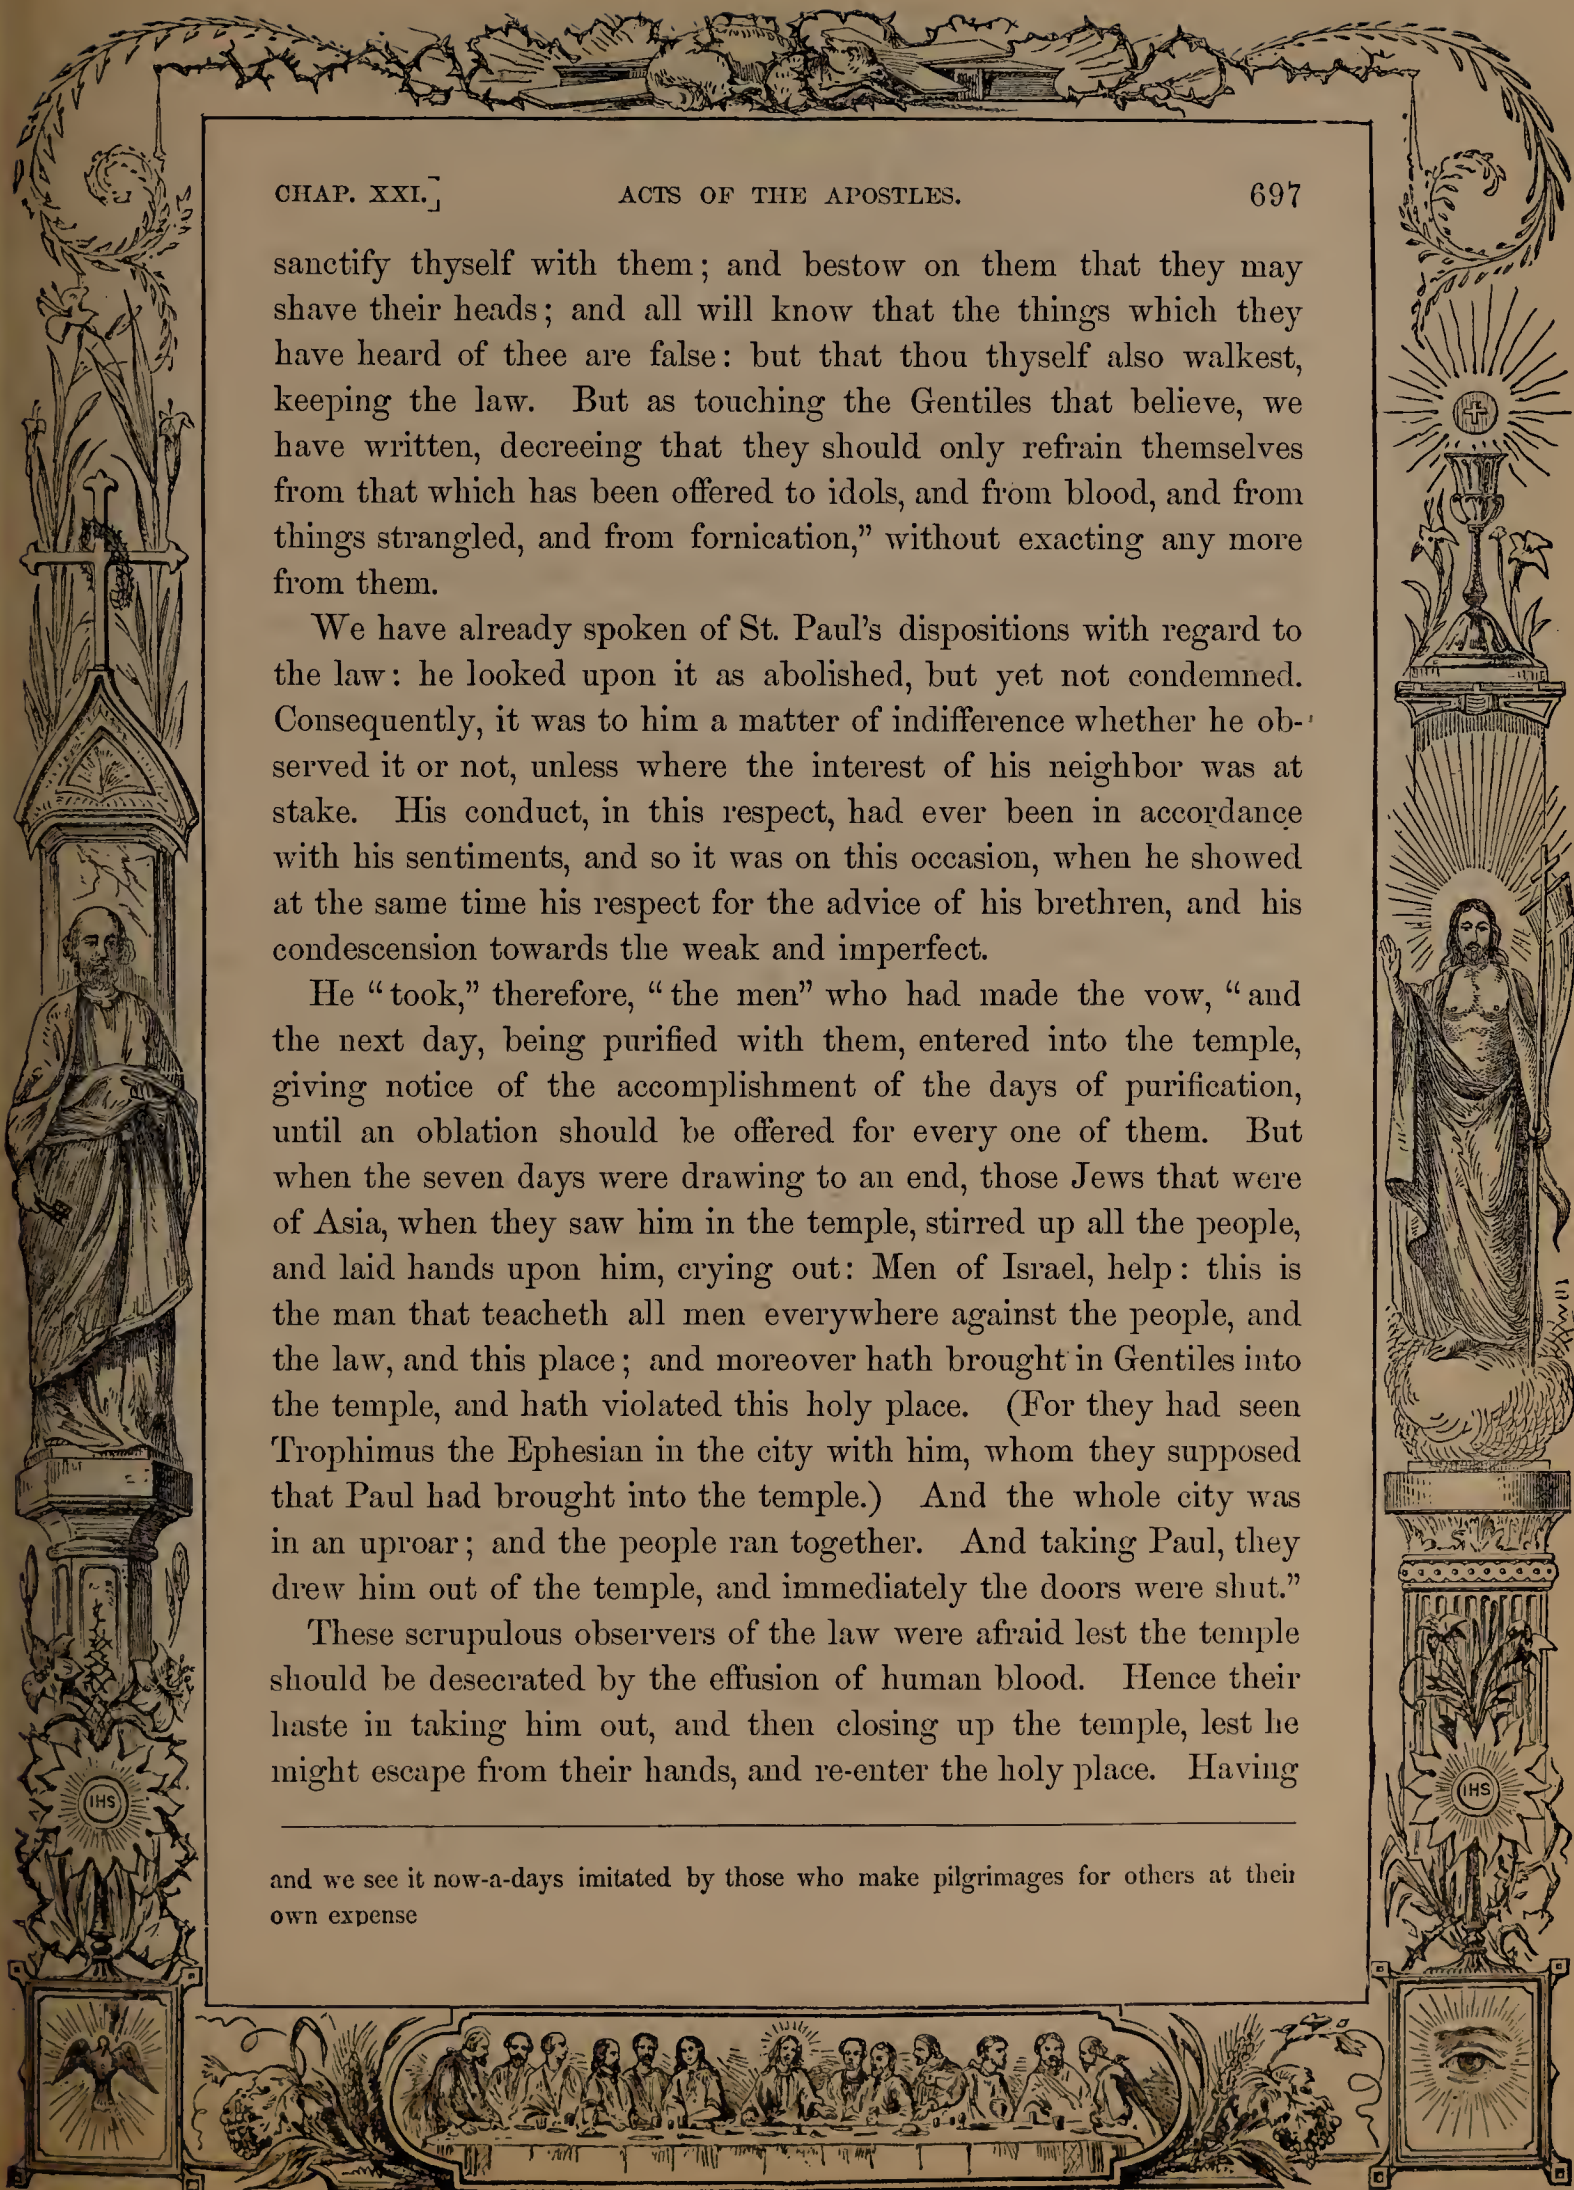 CHAP. XXI.] ACTS OF THE APOSTLES. 697
sanctify thyself with them; and bestow on them that they may
shave their heads; and all will know that the things which they
have heard of thee are false: but that thou thyself also walkest,
keeping the law. But as touching the Gentiles that believe, we
have written, decreeing that they should only refrain themselves
from that which has been offered to idols, and from blood, and from
things strangled, and from fornication,” without exacting any more
from them.
We have already spoken of St. Paul’s dispositions with regard to
the law: he looked upon it as abolished, but yet not condemned.
Consequently, it was to him a matter of indifference whether he ob-
served it or not, unless where the interest of his neighbor was at
stake. His conduct, in this respect, had ever been in accordance
with his sentiments, and so it was on this occasion, when he showed
at the same time his respect for the advice of his brethren, and his
condescension towards the weak and imperfect.
He “took,” therefore, “the men” who had made the vow, “and
the next day, being purified with them, entered into the temple,
giving notice of the accomplishment of the days of purification,
until an oblation should be offered for every one of them. But
when the seven days were drawing to an end, those Jews that were
of Asia, when they saw him in the temple, stirred up all the people,
and laid hands upon him, crying out: Men of Israel, help: this is
the man that teacheth all men everywhere against the people, and
the law, and this place; and moreover hath brought in Gentiles into
the temple, and hath violated this holy place. (For they had seen
Trophimus the Ephesian in the city with him, whom they supposed
that Paul had brought into the temple.) And the whole city was
in an uproar; and the people ran together. And taking Paul, they
drew him out of the temple, and immediately the doors were shut.”
These scrupulous observers of the law were afraid lest the temple
should be desecrated by the effusion of human blood. Hence their
haste in taking him out, and then closing up the temple, lest he
might escape from their hands, and re-enter the holy place. Having
and we see it now-a-days imitated by those who make pilgrimages for others at their
own expense
IHS
IHS